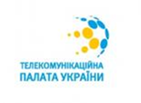 ТЕЛЕКОМУНІКАЦІЙНА
ПАЛАТА УКРАЇНИ